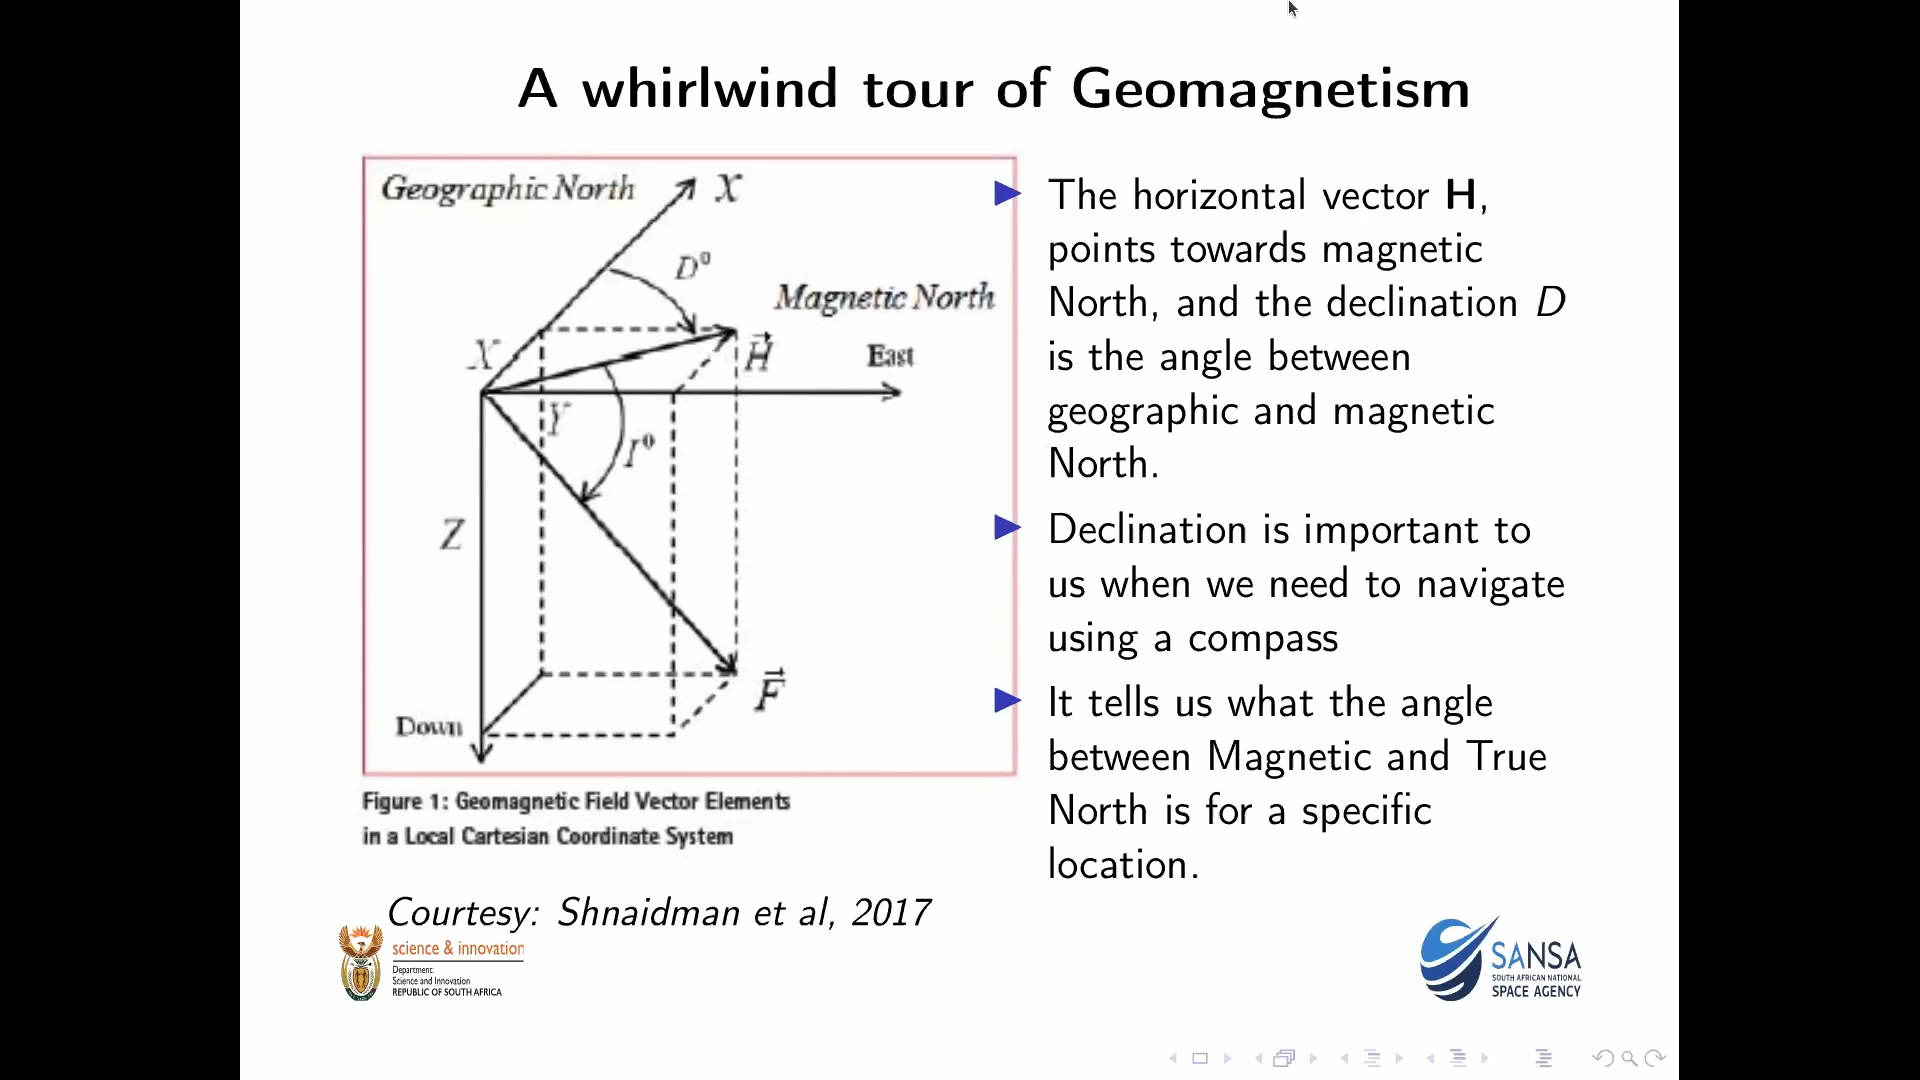 A whirlwind tour of Geomagnetism
Geographic North
X
D⁰
Magnetic North
X
H
East
Y
I⁰
Z
F
Down
Figure 1: Geomagnetic Field Vector Elements
in a Local Cartesian Coordinate System
Courtesy: Shnaidman et al, 2017
The horizontal vector H,
points towards magnetic
North, and the declination D
is the angle between
geographic and magnetic
North.
Declination is important to
us when we need to navigate
using a compass
It tells us what the angle
between Magnetic and True
North is for a specific
location.
science & innovation
Department:
Science and Innovation
REPUBLIC OF SOUTH AFRICA
SANSA
SOUTH AFRICAN NATIONAL
SPACE AGENCY